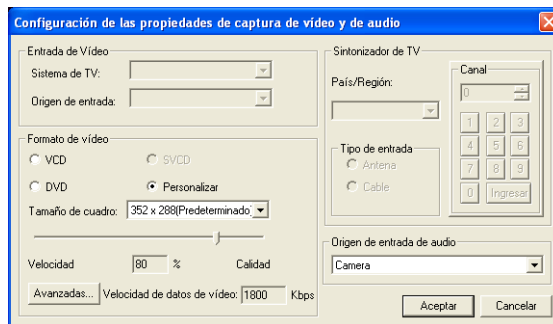 Configuración de las propiedades de captura de vídeo y de audio
Entrada de Vídeo
Sistema de TV:
Origen de entrada:
Formato de vídeo
VCD
SVCD
DVD
Personalizar
Tamaño de cuadro:
352 x 288(Predeterminado)
Velocidad
80
%
Calidad
Avanzadas...
Velocidad de datos de vídeo:
1800
Kbps
Sintonizador de TV
País/Región:
Canal
0
1 2 3
4 5 6
7 8 9
0 Ingresar
Tipo de entrada
Antena
Cable
Origen de entrada de audio
Camera
Aceptar
Cancelar